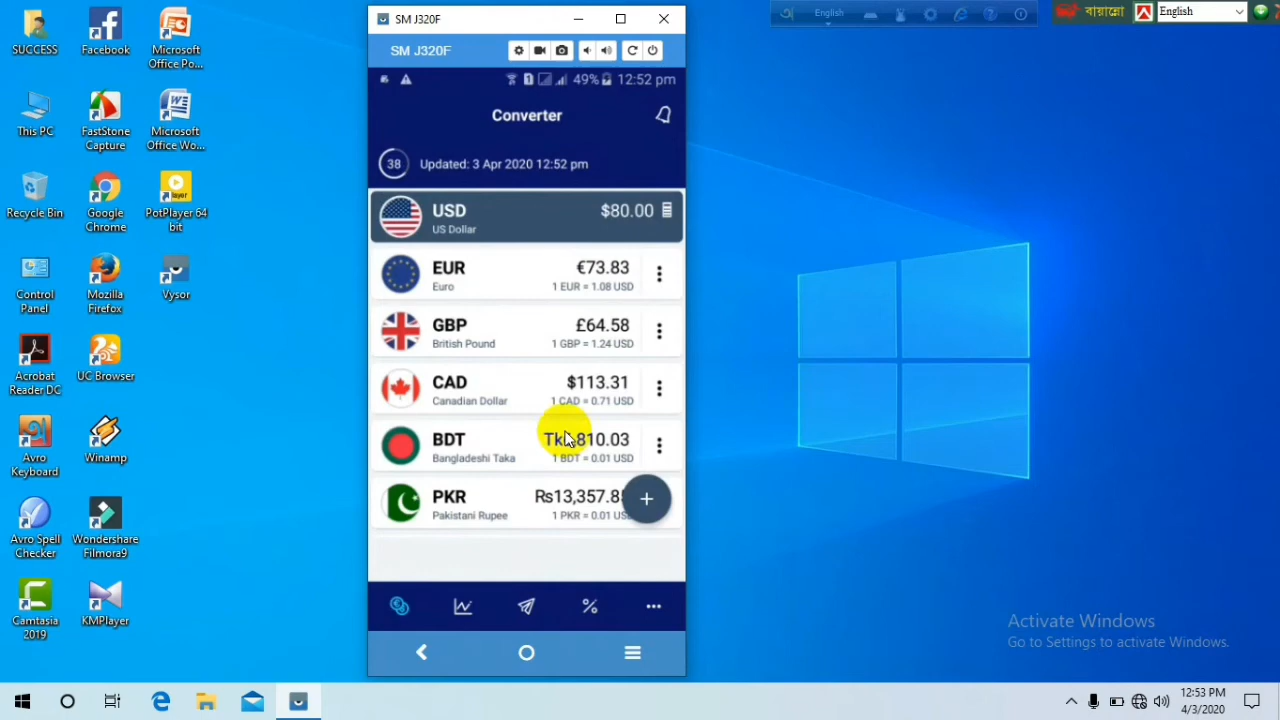 SUCCESS
Facebook
Microsoft
Office Po...
This PC
FastStone
Capture
Microsoft
Office Wo...
Recycle Bin
Google
Chrome
PotPlayer 64
bit
Control
Panel
Mozilla
Firefox
Vysor
Acrobat
Reader DC
UC Browser
Avro
Keyboard
Winamp
Avro Spell
Checker
Wondershare
Filmora9
Camtasia
2019
KMPlayer
SM J320F
SM J320F
49% 12:52 pm
Converter
38 Updated: 3 Apr 2020 12:52 pm
USD $80.00
US Dollar
EUR €73.83
Euro 1 EUR = 1.08 USD
GBP £64.58
British Pound 1 GBP = 1.24 USD
CAD $113.31
Canadian Dollar 1 CAD = 0.71 USD
BDT 810.03
Bangladeshi Taka 1 BDT = 0.01 USD
PKR
Pakistani Rupee 1 PKR = 0.01
English
বায়ান্নো
English
Activate Windows
Go to Settings to activate Windows.
12:53 PM
4/3/2020